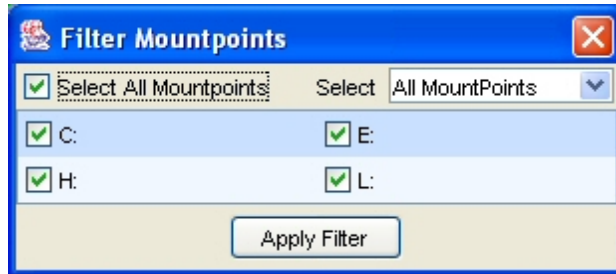 Filter Mountpoints
Select All Mountpoints Select All MountPoints
C: E:
H: L:
Apply Filter